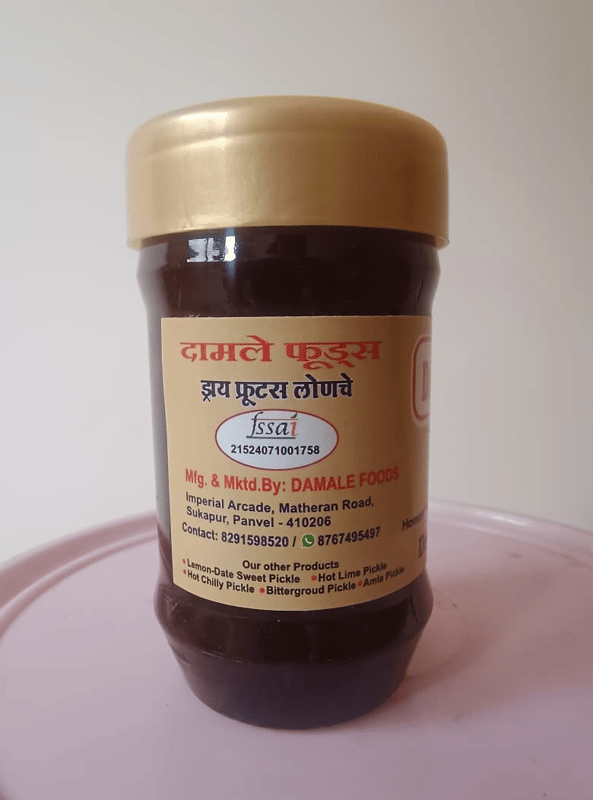 दामले फूड्स
ड्राय फ्रूटस लोणचे
fssai
21524071001758
Mfg. & Mktd.By: DAMALE FOODS
Imperial Arcade, Matheran Road,
Sukapur, Panvel - 410206
Contact: 8291598520 / 8767495497
Our other Products
•Lemon-Date Sweet Pickle •Hot Lime Pickle
•Hot Chilly Pickle •Bittergroud Pickle •Amla Pickle